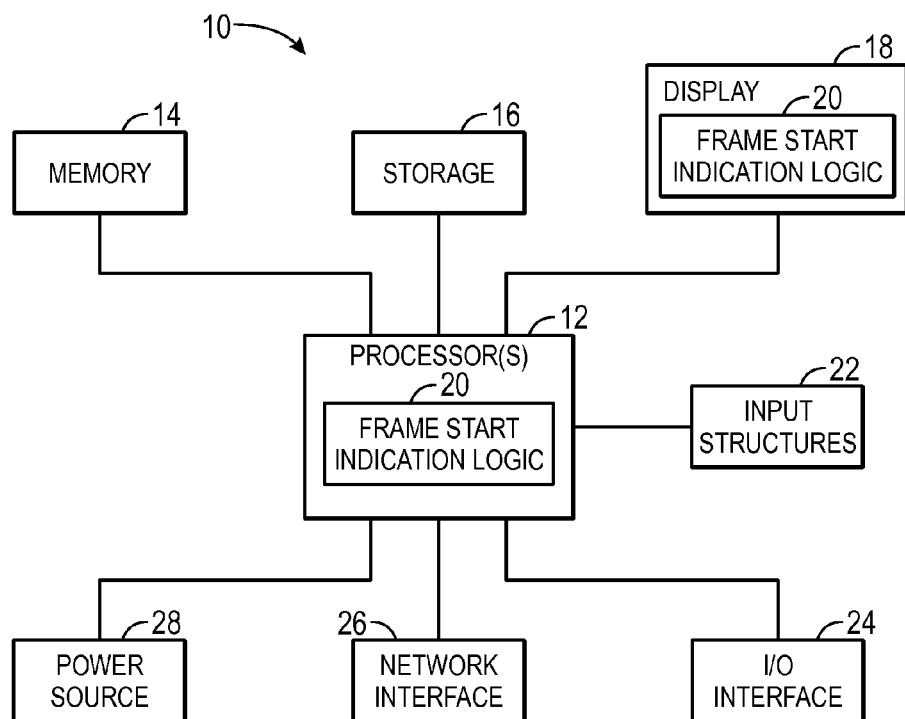 10
18
DISPLAY
20
FRAME START
INDICATION LOGIC
14
MEMORY
16
STORAGE
12
PROCESSOR(S)
20
FRAME START
INDICATION LOGIC
22
INPUT
STRUCTURES
28
POWER
SOURCE
26
NETWORK
INTERFACE
24
I/O
INTERFACE